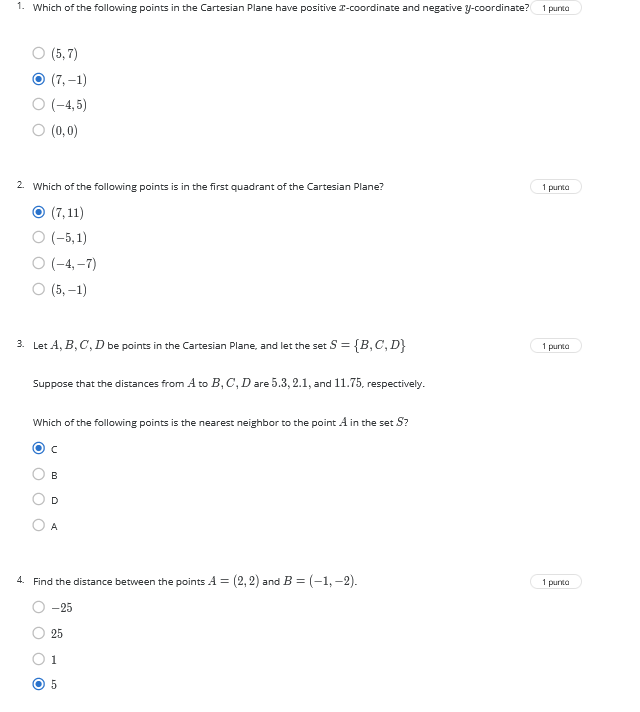 1. Which of the following points in the Cartesian Plane have positive x-coordinate and negative y-coordinate? 1 punto
(5, 7)
(7, −1)
(−4, 5)
(0, 0)
2. Which of the following points is in the first quadrant of the Cartesian Plane? 1 punto
(7, 11)
(−5, 1)
(−4, −7)
(5, −1)
3. Let A, B, C, D be points in the Cartesian Plane, and let the set S = {B, C, D} 1 punto
Suppose that the distances from A to B, C, D are 5.3, 2.1, and 11.75, respectively.
Which of the following points is the nearest neighbor to the point A in the set S?
C
B
D
A
4. Find the distance between the points A = (2, 2) and B = (−1, −2). 1 punto
−25
25
1
5